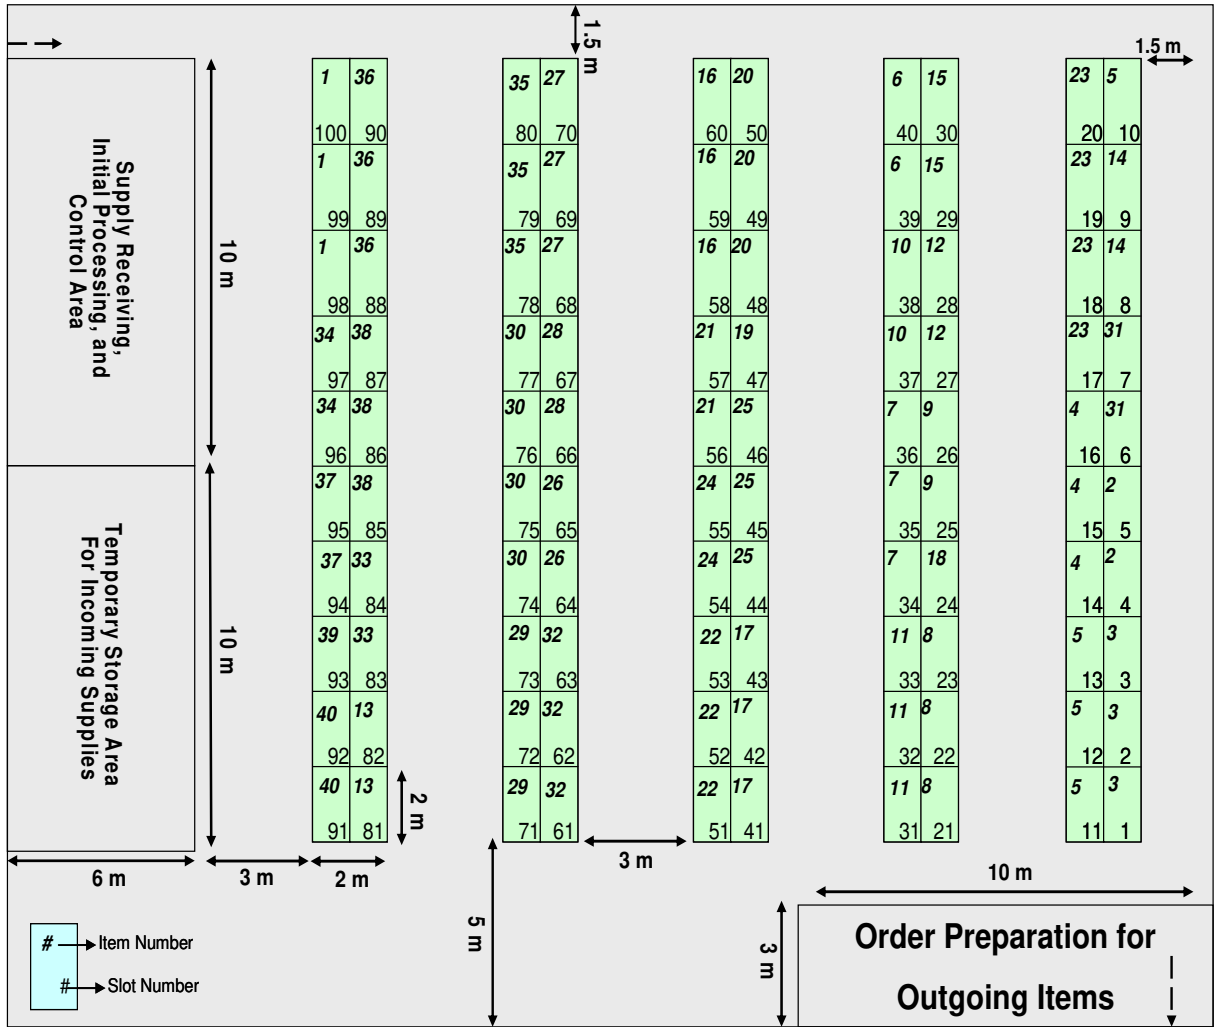 1.5 m
1.5 m
1 36 35 27 16 20 6 15 23 5
100 90 80 70 60 50 40 30 20 10
1 36 35 27 16 20 6 15 23 14
99 89 79 69 59 49 39 29 19 9
1 36 35 27 16 20 10 12 23 14
98 88 78 68 58 48 38 28 18 8
34 38 30 28 21 19 10 12 23 31
97 87 77 67 57 47 37 27 17 7
34 38 30 28 21 25 7 9 4 31
96 86 76 66 56 46 36 26 16 6
37 38 30 26 24 25 7 9 4 2
95 85 75 65 55 45 35 25 15 5
37 33 30 26 24 25 7 18 4 2
94 84 74 64 54 44 34 24 14 4
39 33 29 32 22 17 11 8 5 3
93 83 73 63 53 43 33 23 13 3
40 13 29 32 22 17 11 8 5 3
92 82 72 62 52 42 32 22 12 2
40 13 29 32 22 17 11 8 5 3
91 81 71 61 51 41 31 21 11 1
Supply Receiving,
Initial Processing, and
Control Area
10 m
Temporary Storage Area
For Incoming Supplies
10 m
2 m
6 m
3 m
2 m
3 m
5 m
10 m
3 m
Order Preparation for
Outgoing Items
# Item Number
# Slot Number